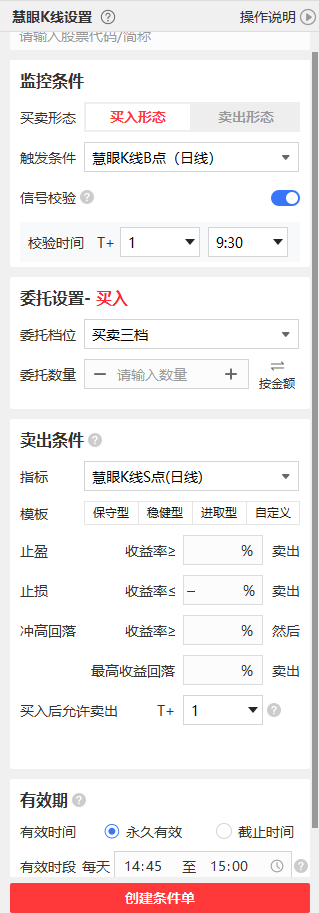 慧眼K线设置 ? 操作说明
请输入股票代码/简称
监控条件
买卖形态 买入形态 卖出形态
触发条件 慧眼K线B点（日线）
信号校验 ?
校验时间 T+ 1 9:30
委托设置- 买入
委托档位 买卖三档
委托数量 － 请输入数量 ＋ 按金额
卖出条件 ?
指标 慧眼K线S点(日线)
模板 保守型 稳健型 进取型 自定义
止盈 收益率≥ % 卖出
止损 收益率≤ – % 卖出
冲高回落 收益率≥ % 然后
最高收益回落 % 卖出
买入后允许卖出 T+ 1 ?
有效期 ?
有效时间 永久有效 截止时间
有效时段 每天 14:45 至 15:00 ?
创建条件单